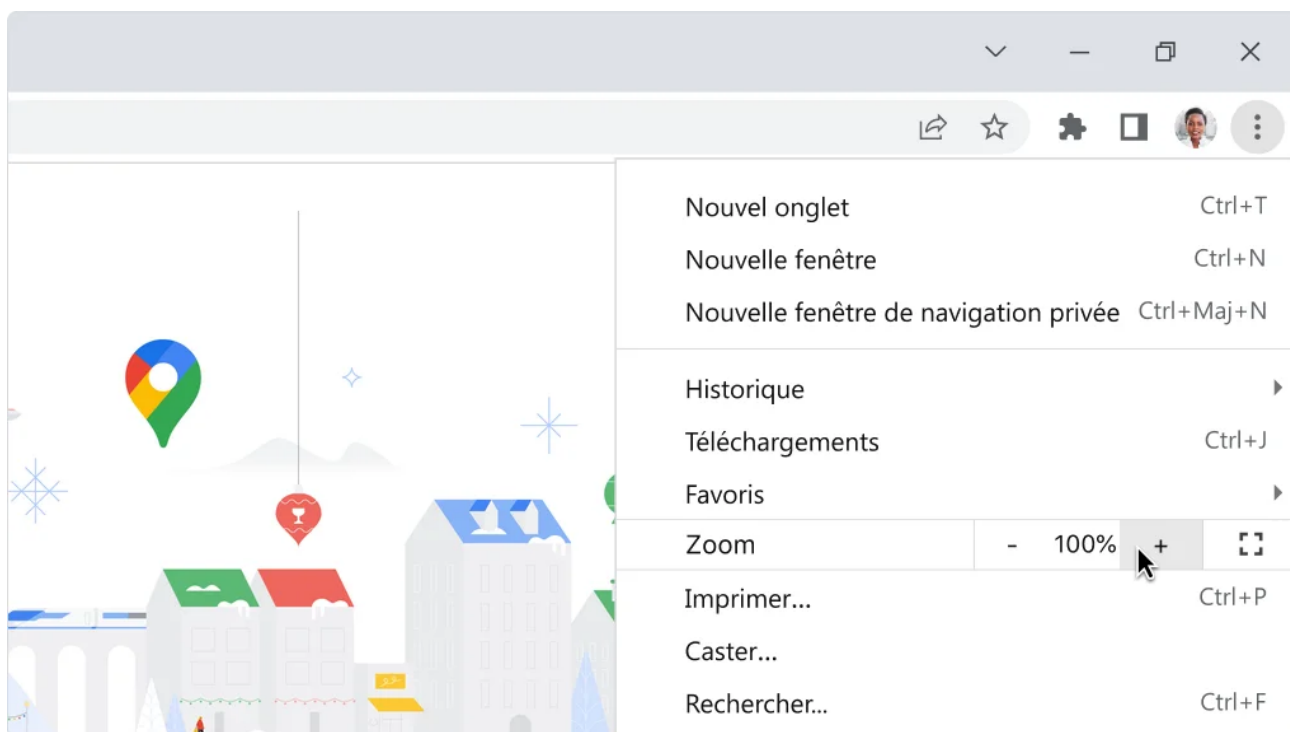 Nouvel onglet Ctrl+T
Nouvelle fenêtre Ctrl+N
Nouvelle fenêtre de navigation privée Ctrl+Maj+N
Historique
Téléchargements Ctrl+J
Favoris
Zoom - 100% +
Imprimer... Ctrl+P
Caster...
Rechercher... Ctrl+F